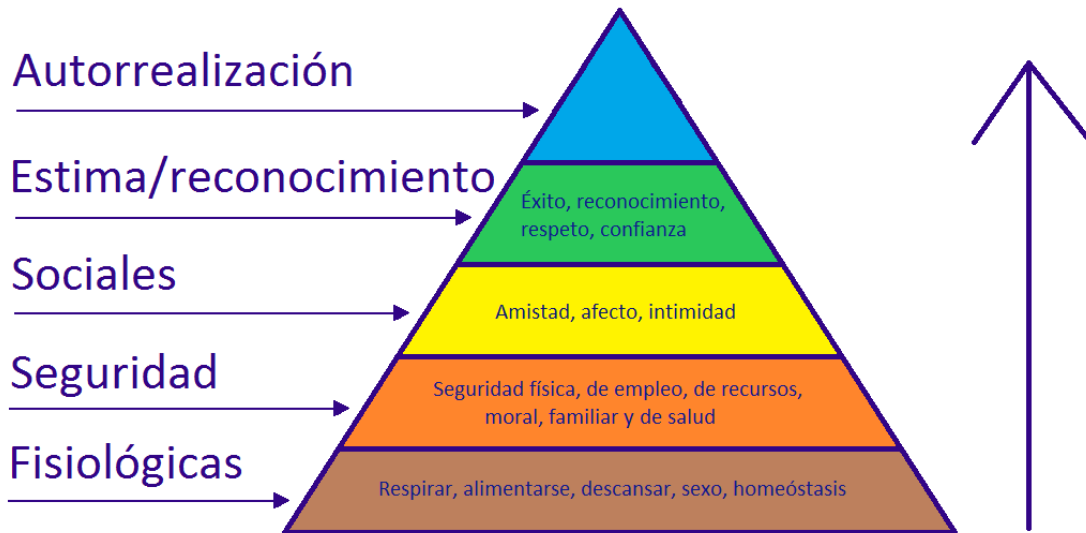 Autorrealización
Estima/reconocimiento
Éxito, reconocimiento,
respeto, confianza
Sociales
Amistad, afecto, intimidad
Seguridad
Seguridad física, de empleo, de recursos,
moral, familiar y de salud
Fisiológicas
Respirar, alimentarse, descansar, sexo, homeóstasis